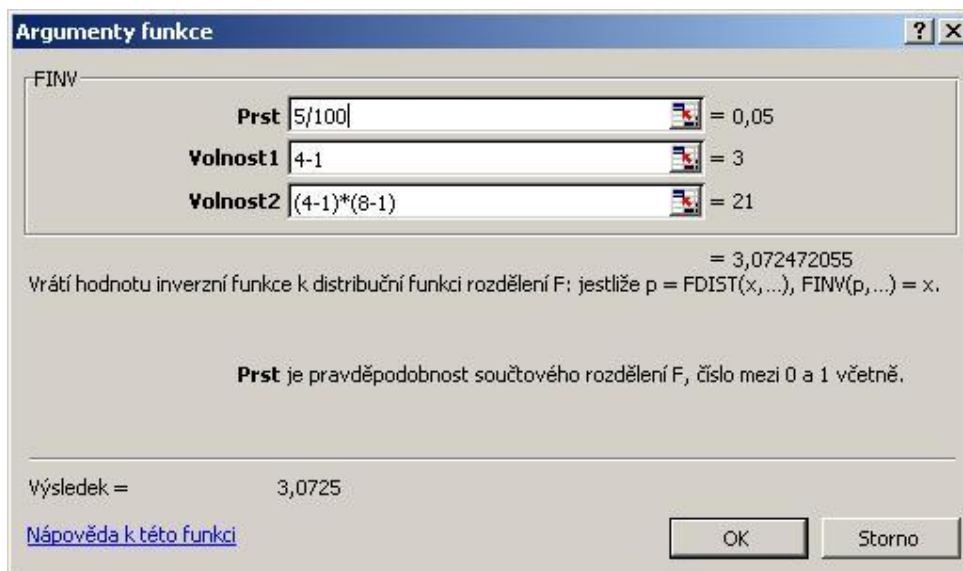 Argumenty funkce
FINV
Prst 5/100 = 0,05
Volnost1 4-1 = 3
Volnost2 (4-1)*(8-1) = 21
= 3,072472055
Vrátí hodnotu inverzní funkce k distribuční funkci rozdělení F: jestliže p = FDIST(x,...), FINV(p,...) = x.
Prst je pravděpodobnost součtového rozdělení F, číslo mezi 0 a 1 včetně.
Výsledek = 3,0725
Nápověda k této funkci OK Storno